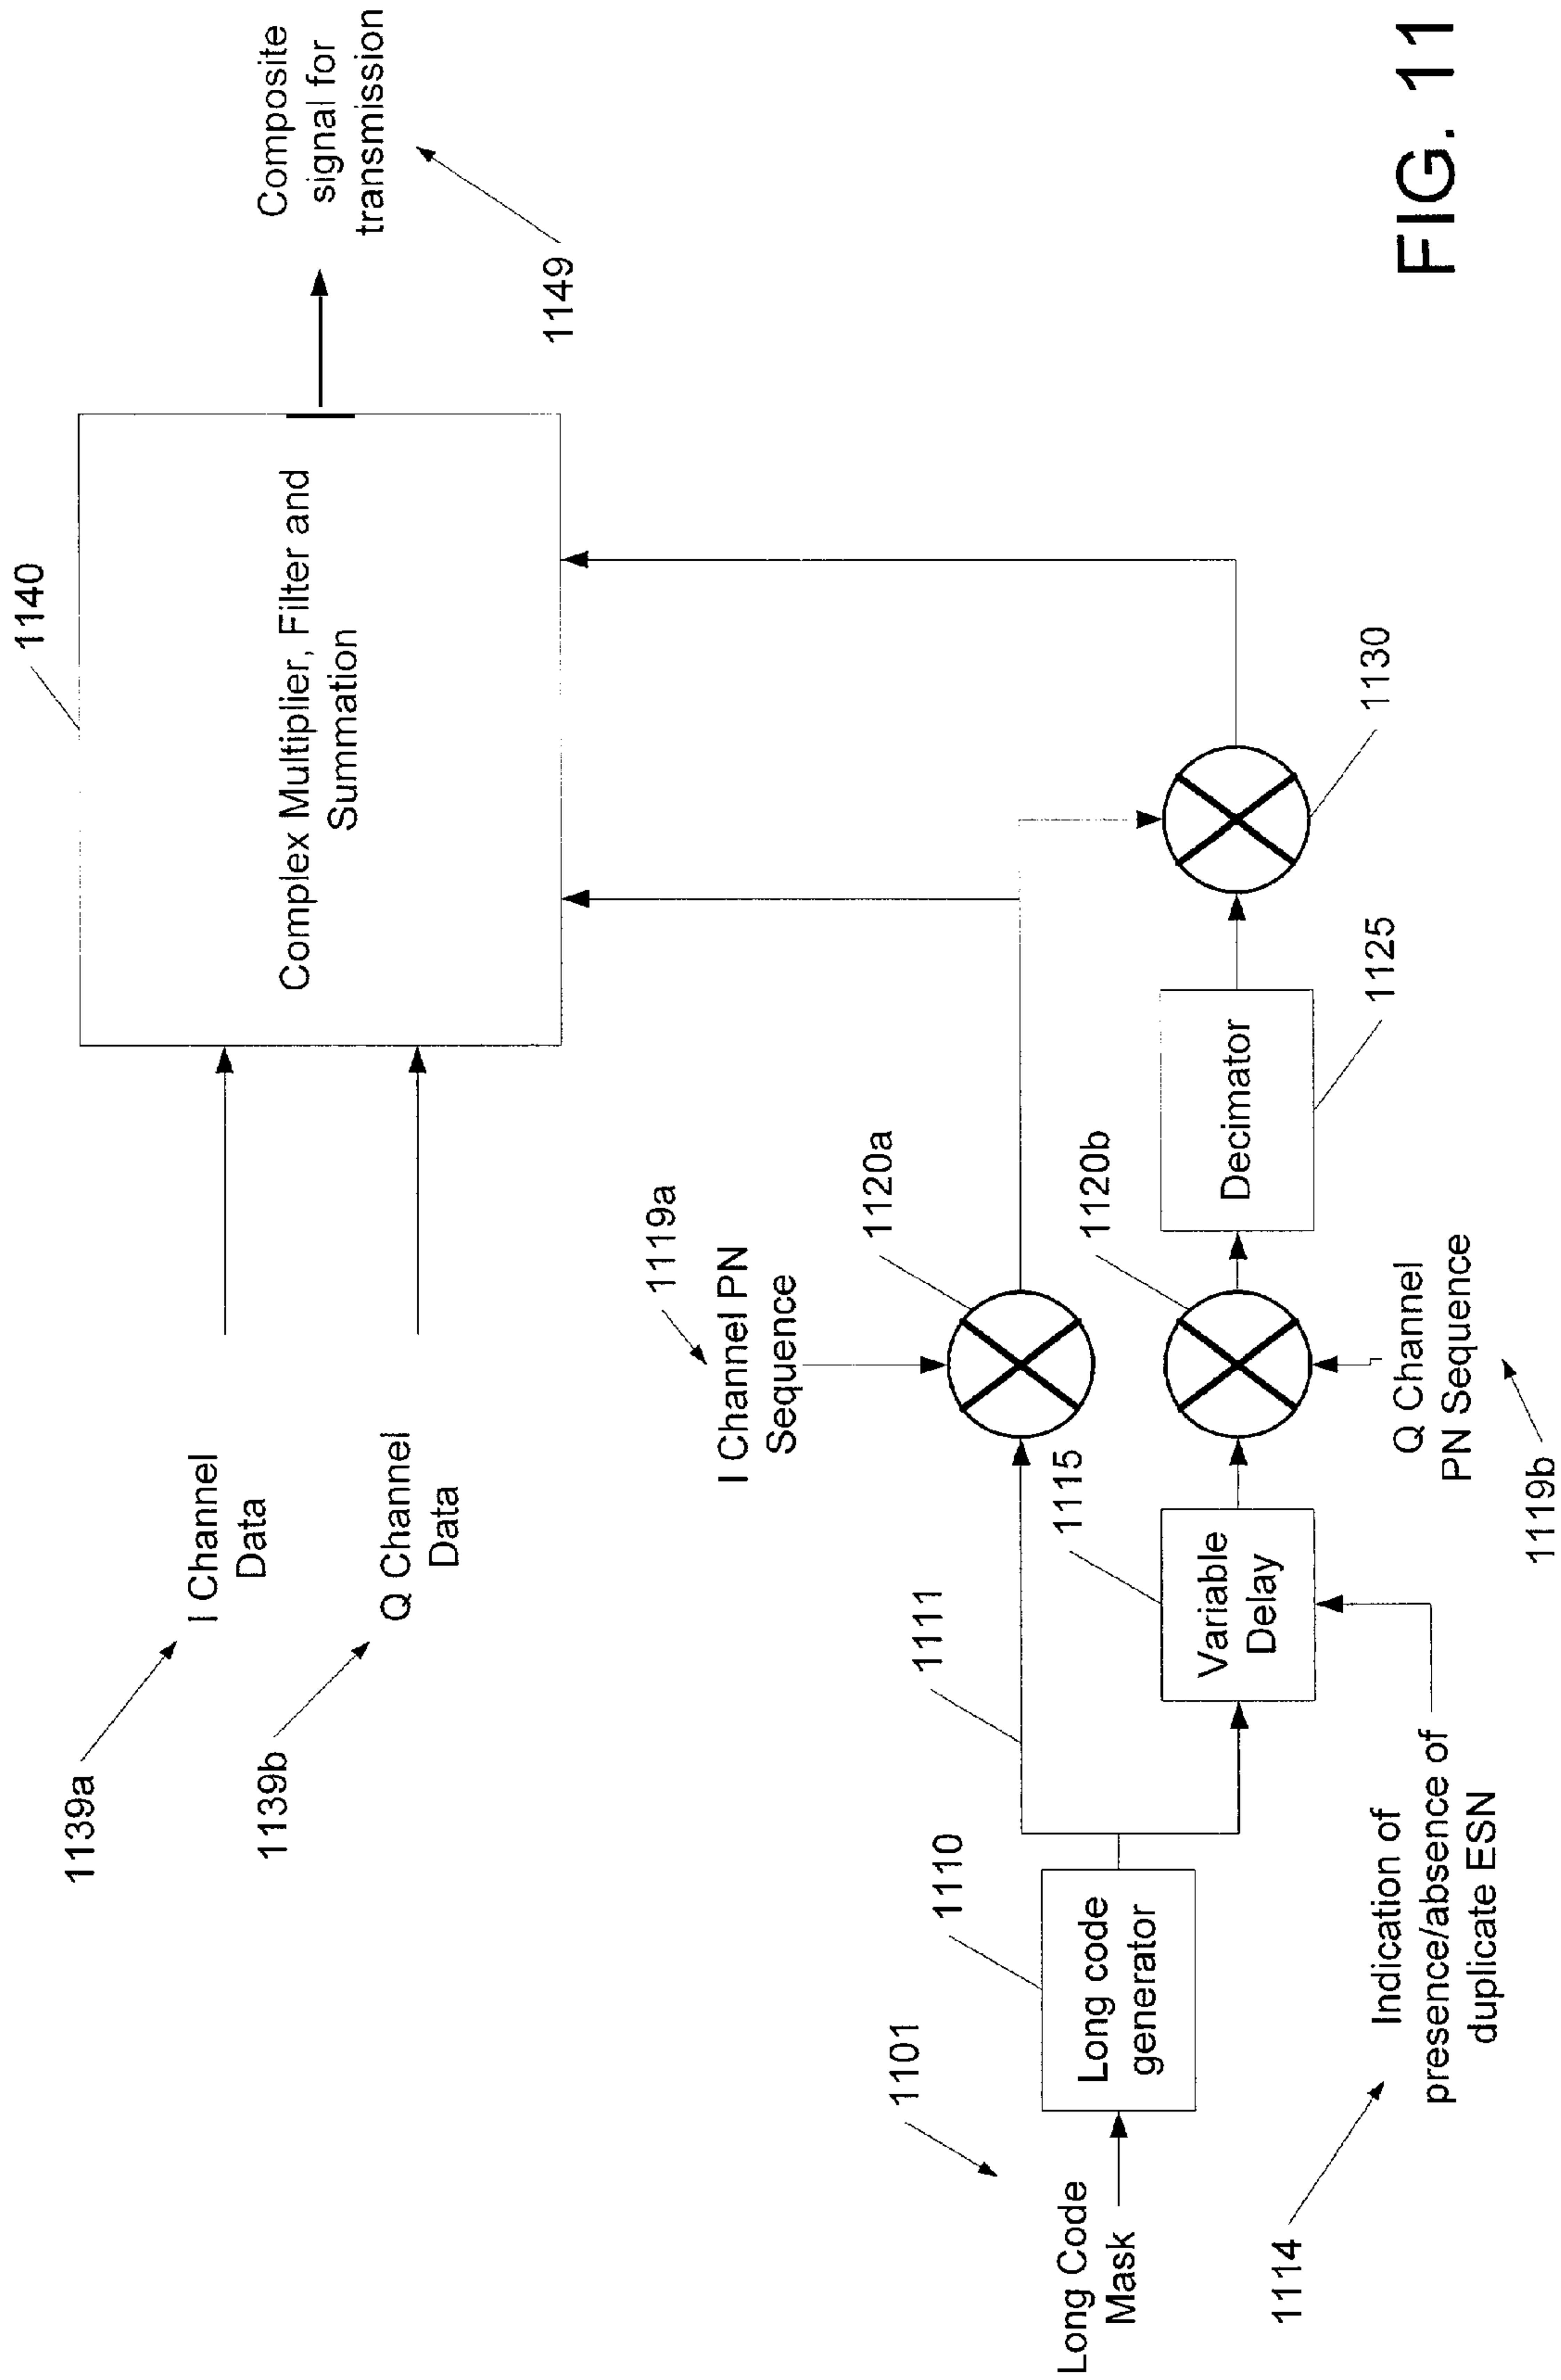 1140
Complex Multiplier, Filter and
Summation
Composite
signal for
transmission
1149
1139a
I Channel
Data
1139b
Q Channel
Data
1119a
I Channel PN
Sequence
1120a
1101
Long Code
Mask
1110
Long code
generator
1111
1115
Variable
Delay
1120b
Decimator
1125
1130
1114
Indication of
presence/absence of
duplicate ESN
Q Channel
PN Sequence
1119b
FIG. 11